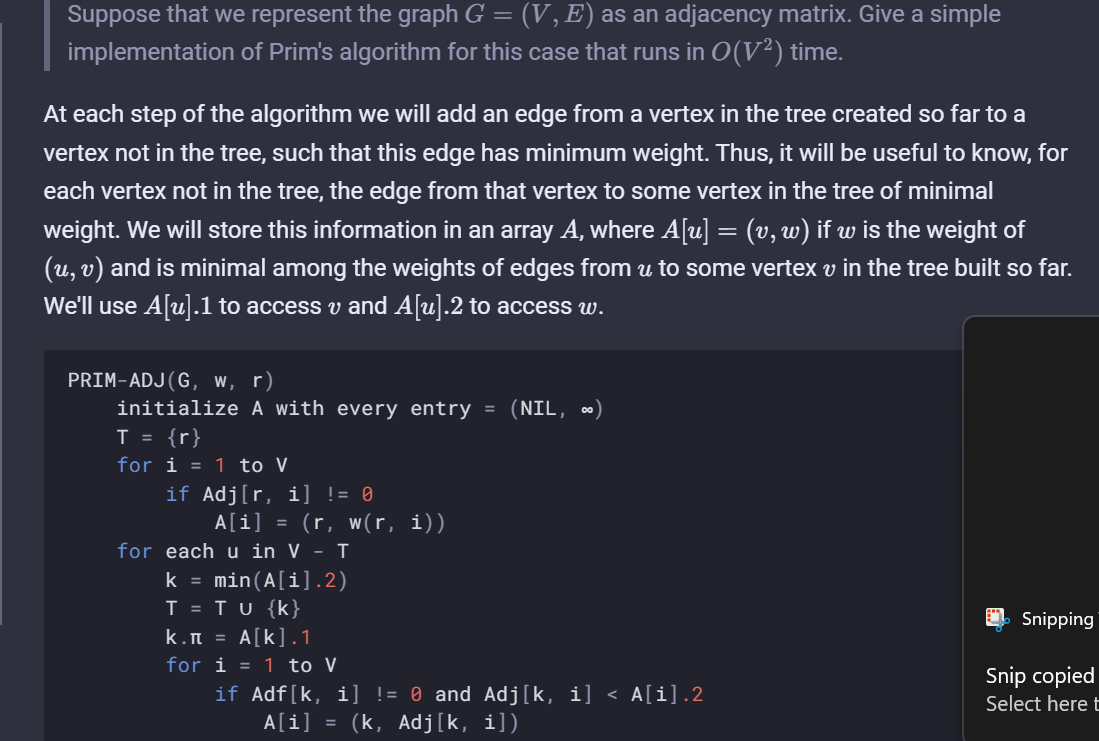 Suppose that we represent the graph G = (V, E) as an adjacency matrix. Give a simple
implementation of Prim's algorithm for this case that runs in O(V²) time.
At each step of the algorithm we will add an edge from a vertex in the tree created so far to a
vertex not in the tree, such that this edge has minimum weight. Thus, it will be useful to know, for
each vertex not in the tree, the edge from that vertex to some vertex in the tree of minimal
weight. We will store this information in an array A, where A[u] = (v, w) if w is the weight of
(u, v) and is minimal among the weights of edges from u to some vertex v in the tree built so far.
We'll use A[u].1 to access v and A[u].2 to access w.
PRIM-ADJ(G, w, r)
    initialize A with every entry = (NIL, ∞)
    T = {r}
    for i = 1 to V
        if Adj[r, i] != 0
            A[i] = (r, w(r, i))
    for each u in V - T
        k = min(A[i].2)
        T = T ∪ {k}
        k.π = A[k].1
        for i = 1 to V
            if Adf[k, i] != 0 and Adj[k, i] < A[i].2
                A[i] = (k, Adj[k, i])
Snipping
Snip copied
Select here t